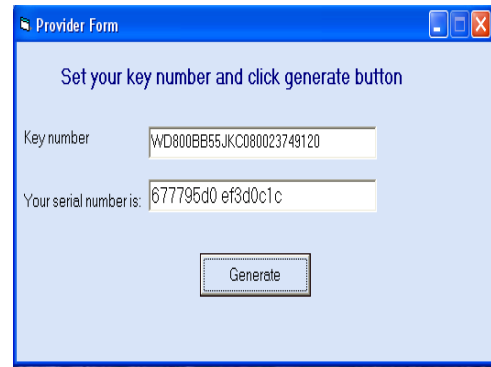 Provider Form
Set your key number and click generate button
Key number WD800BB55JKC080023749120
Your serial number is: 677795d0 ef3d0c1c
Generate